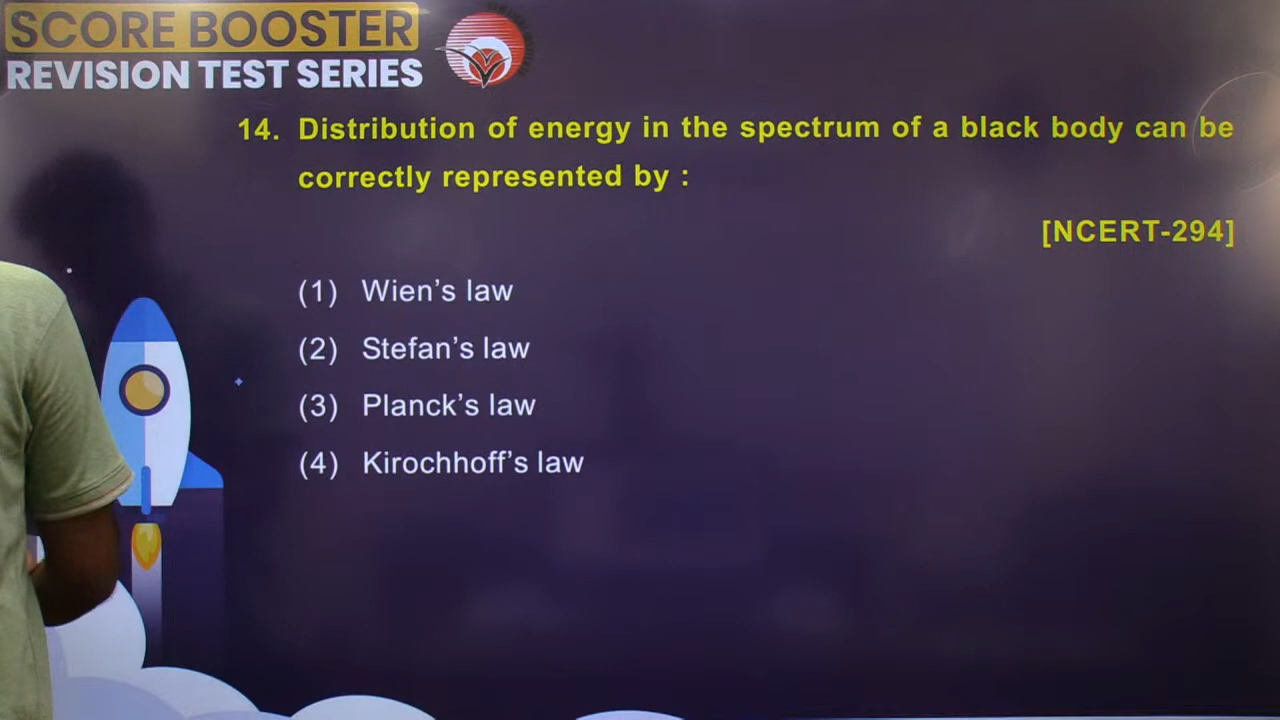 SCORE BOOSTER
REVISION TEST SERIES
14. Distribution of energy in the spectrum of a black body can be
correctly represented by :
[NCERT-294]
(1) Wien's law
(2) Stefan's law
(3) Planck's law
(4) Kirochhoff's law